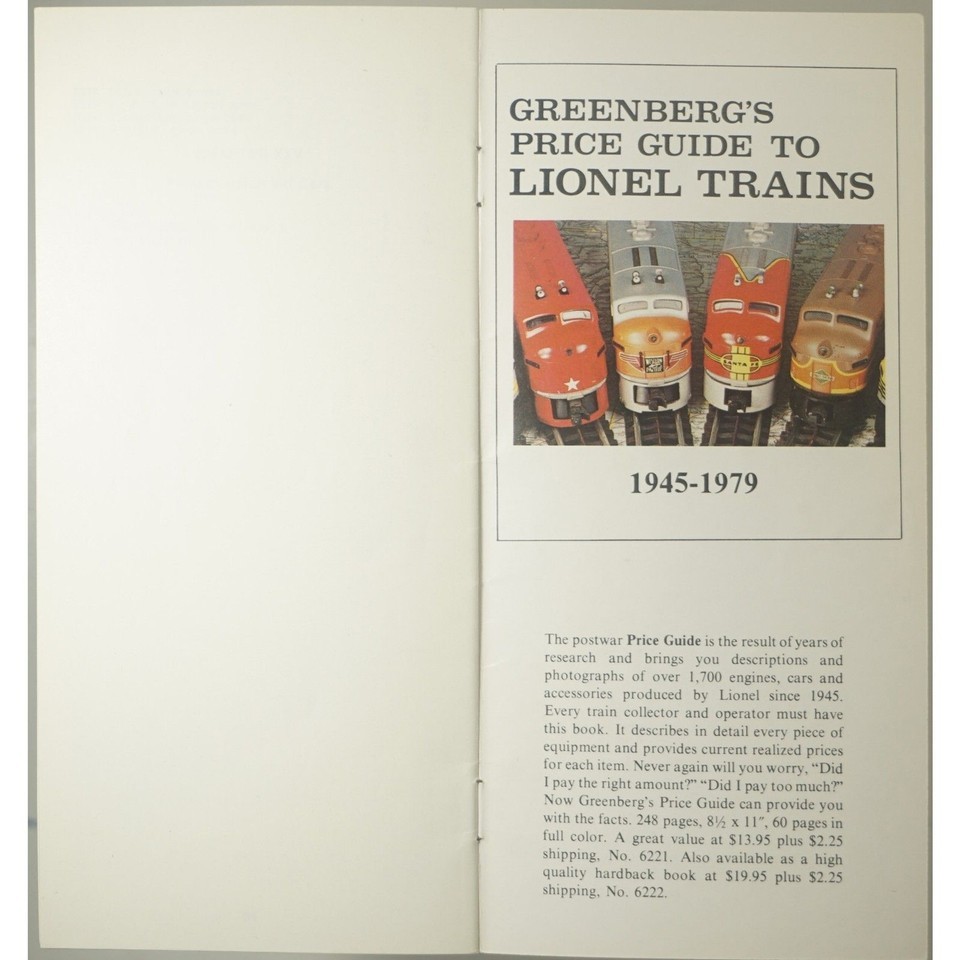 GREENBERG'S
PRICE GUIDE TO
LIONEL TRAINS
SANTA FE
1945-1979
The postwar Price Guide is the result of years of
research and brings you descriptions and
photographs of over 1,700 engines, cars and
accessories produced by Lionel since 1945.
Every train collector and operator must have
this book. It describes in detail every piece of
equipment and provides current realized prices
for each item. Never again will you worry, “Did
I pay the right amount?” “Did I pay too much?”
Now Greenberg's Price Guide can provide you
with the facts. 248 pages, 8½ x 11″, 60 pages in
full color. A great value at $13.95 plus $2.25
shipping, No. 6221. Also available as a high
quality hardback book at $19.95 plus $2.25
shipping, No. 6222.